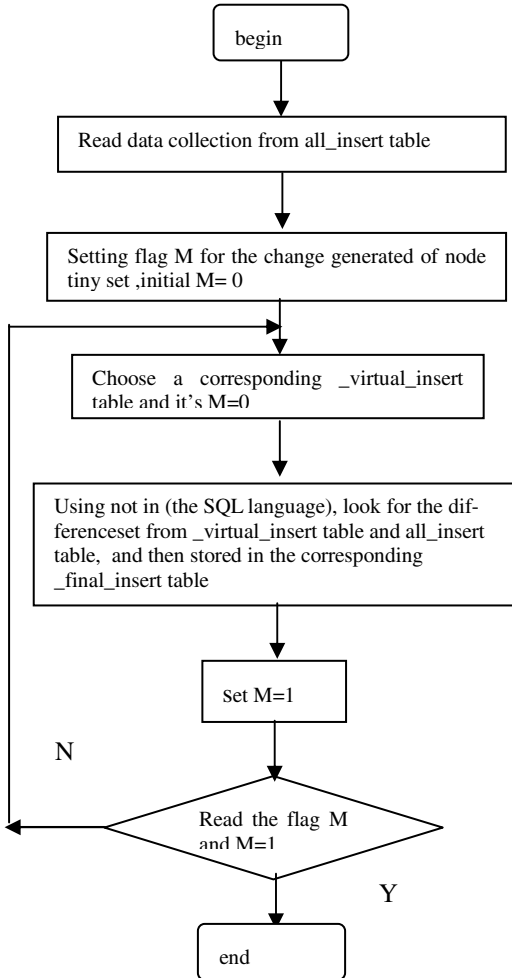 begin
Read data collection from all_insert table
Setting flag M for the change generated of node
tiny set ,initial M= 0
Choose a corresponding _virtual_insert
table and it's M=0
Using not in (the SQL language), look for the dif-
ferenceset from _virtual_insert table and all_insert
table, and then stored in the corresponding
_final_insert table
set M=1
N
Read the flag M
and M=1
Y
end